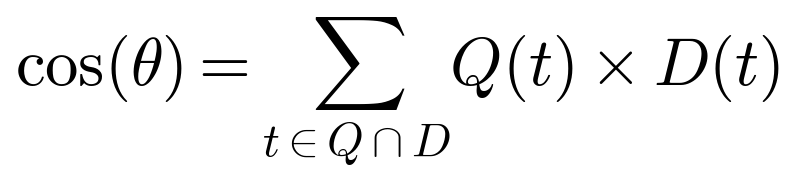 cos(θ) = ∑ Q(t) × D(t)
t ∈ Q ∩ D